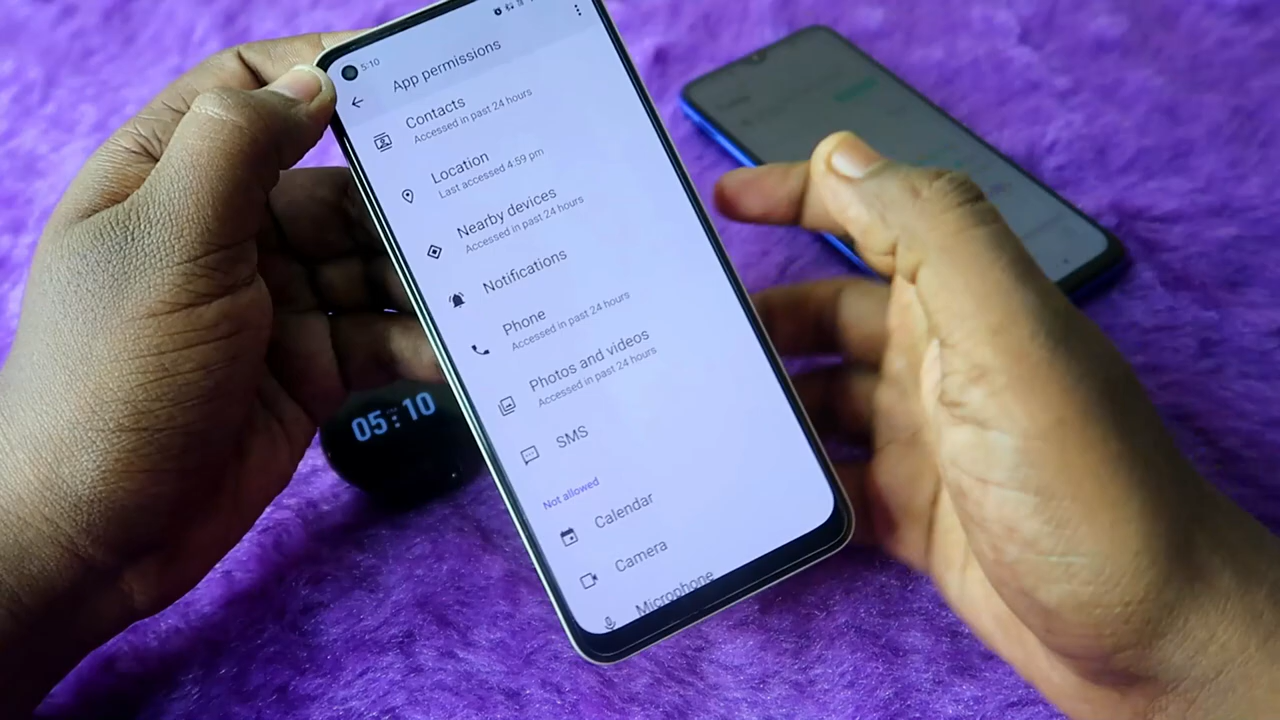 5:10
App permissions
Contacts
Accessed in past 24 hours
Location
Last accessed 4:59 pm
Nearby devices
Accessed in past 24 hours
Notifications
Phone
Accessed in past 24 hours
Photos and videos
Accessed in past 24 hours
SMS
Not allowed
Calendar
Camera
Microphone
05:10